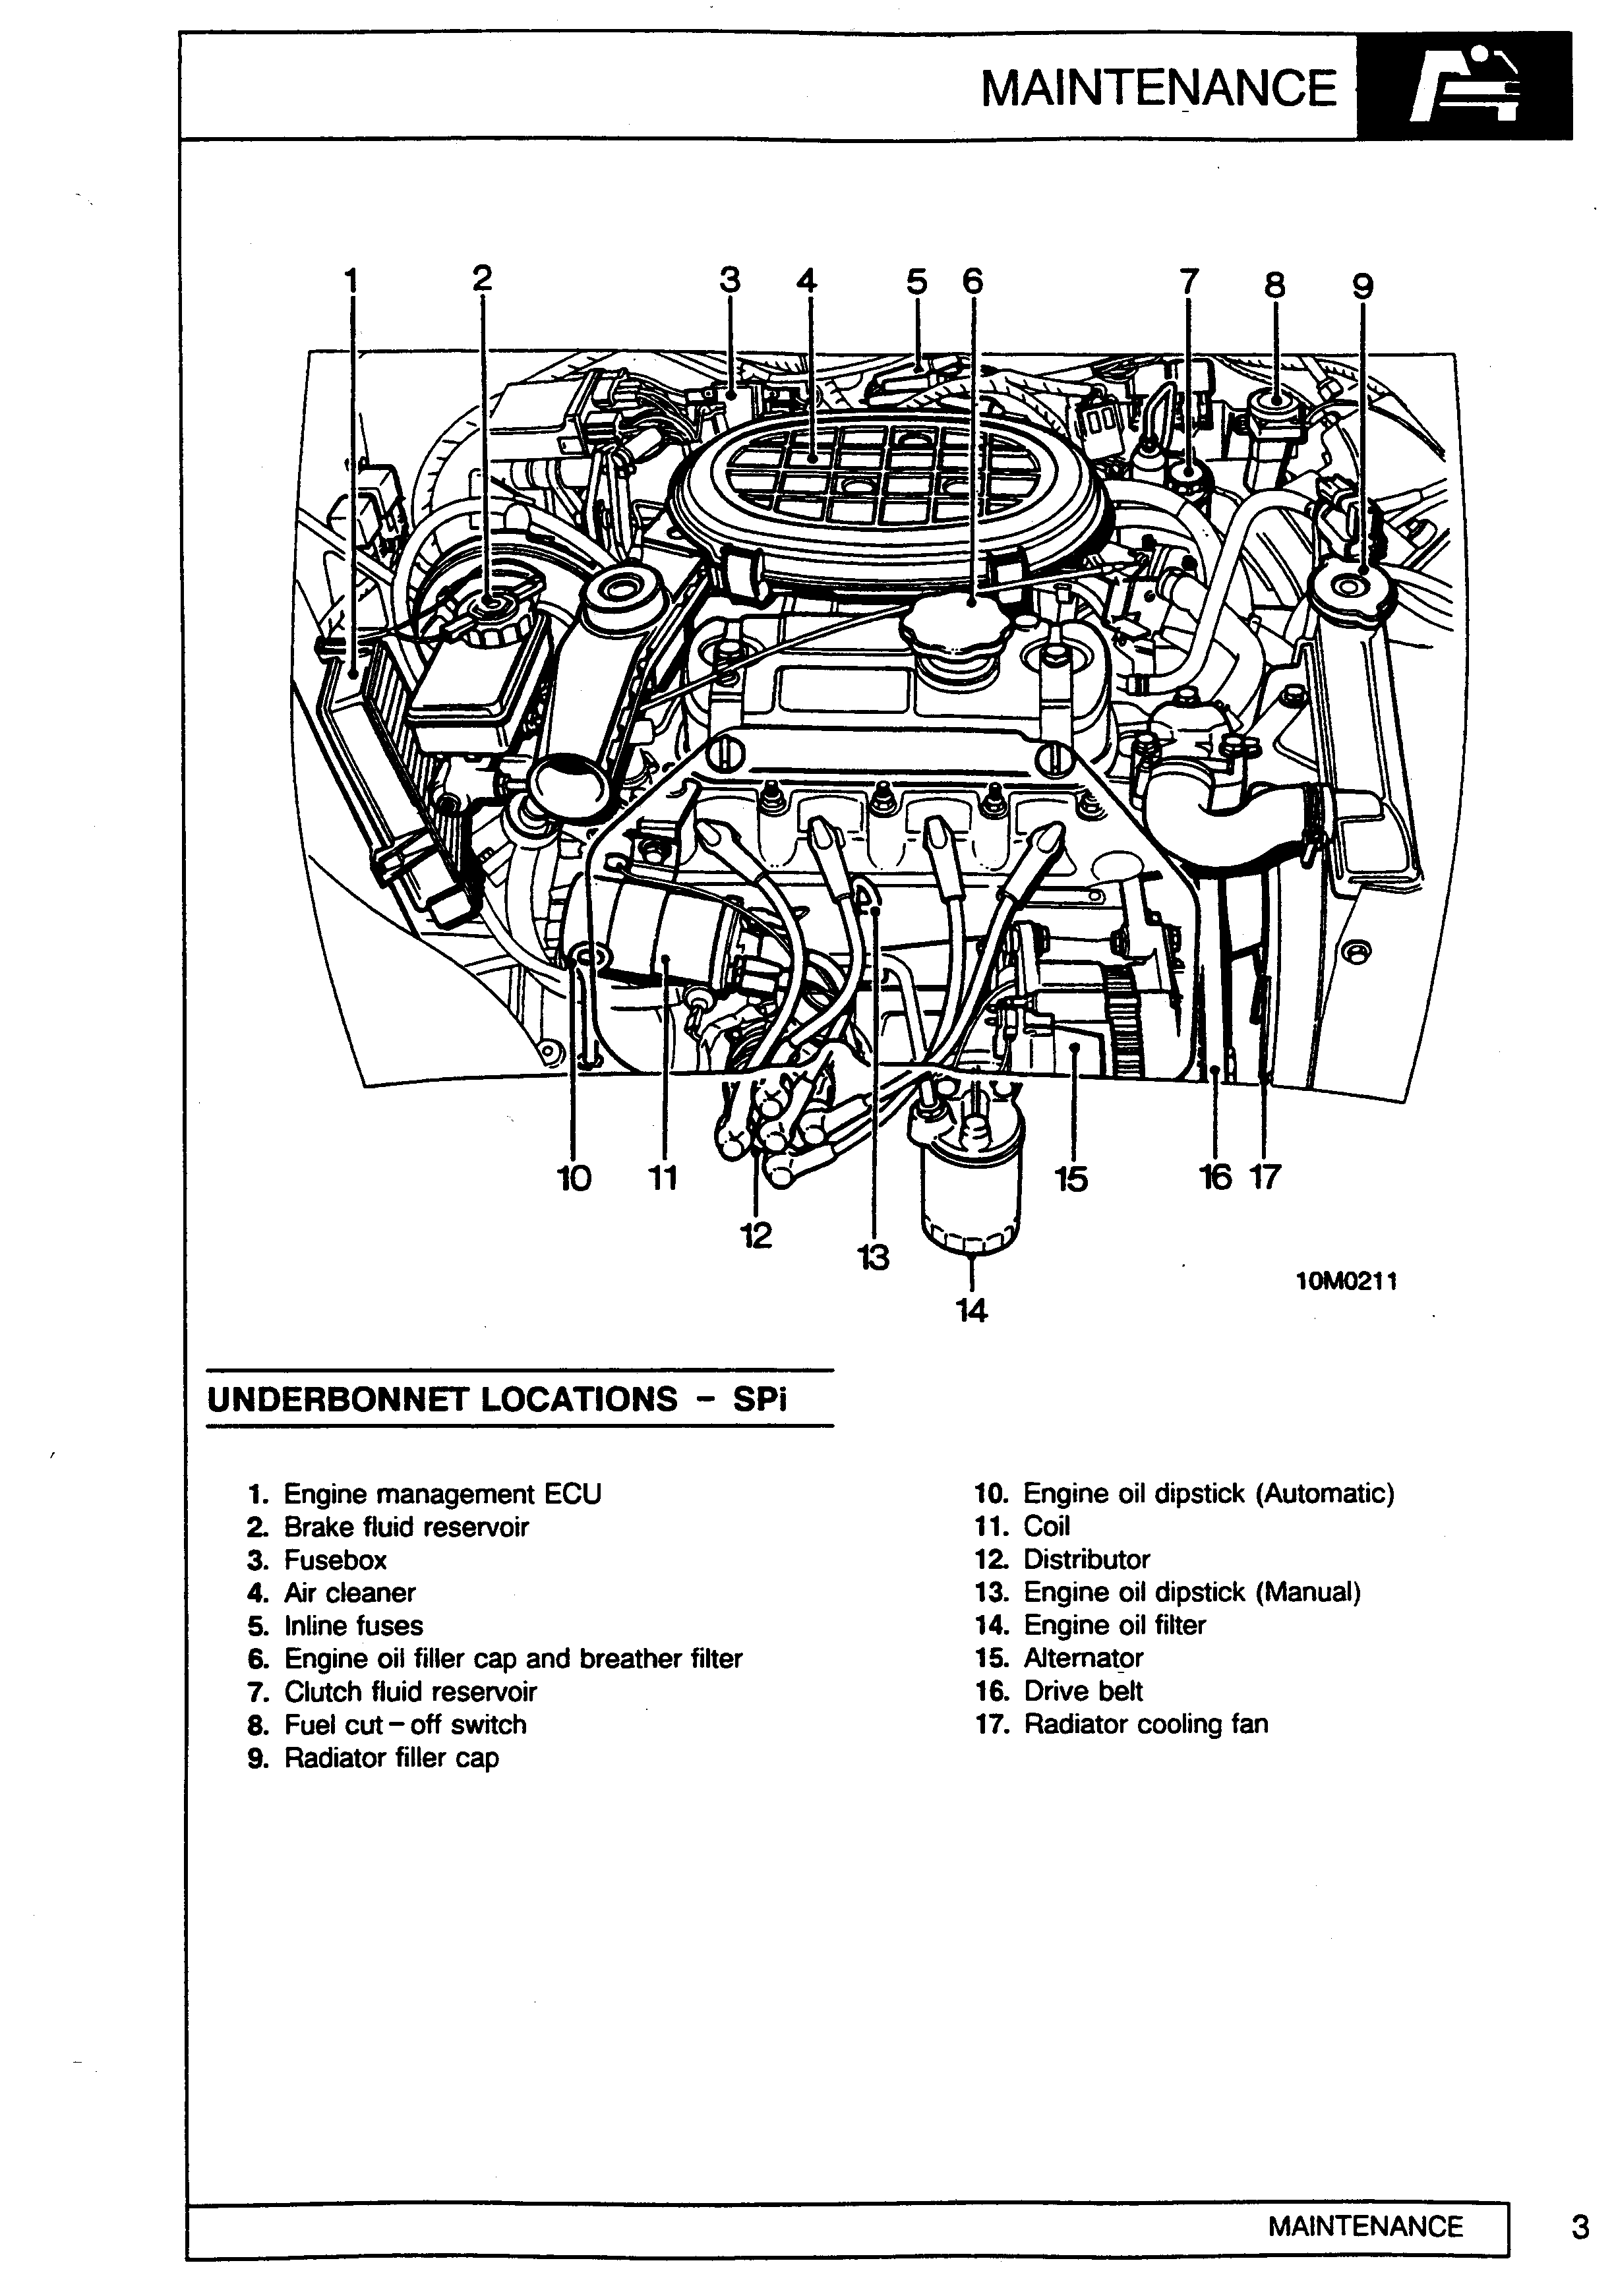 MAINTENANCE
1 2 3 4 5 6 7 8 9
10 11 15 16 17
12
13
10M0211
14
UNDERBONNET LOCATIONS - SPi
1. Engine management ECU
2. Brake fluid reservoir
3. Fusebox
4. Air cleaner
5. Inline fuses
6. Engine oil filler cap and breather filter
7. Clutch fluid reservoir
8. Fuel cut-off switch
9. Radiator filler cap
10. Engine oil dipstick (Automatic)
11. Coil
12. Distributor
13. Engine oil dipstick (Manual)
14. Engine oil filter
15. Alternator
16. Drive belt
17. Radiator cooling fan
MAINTENANCE
3